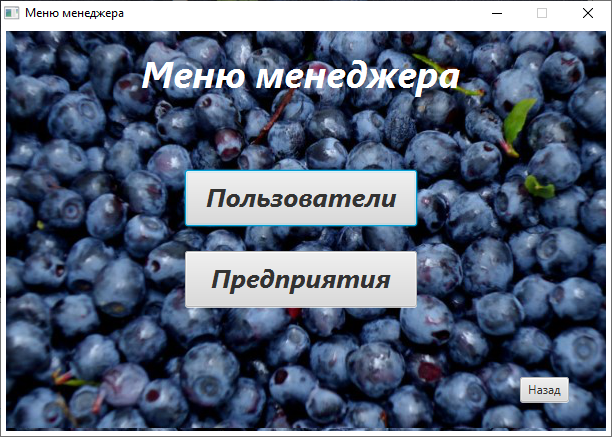 Меню менеджера
Меню менеджера
Пользователи
Предприятия
Назад